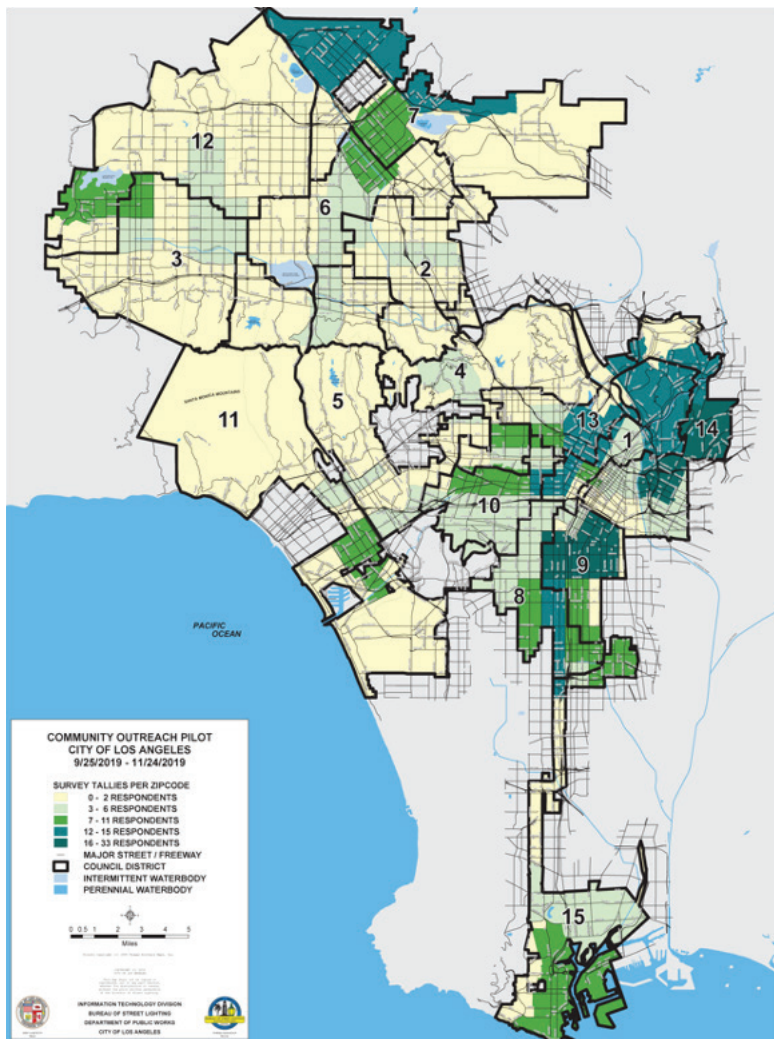 12
7
6
3
2
4
SANTA MONICA MOUNTAINS
11
5
13
1
14
10
9
8
PACIFIC
OCEAN
15
COMMUNITY OUTREACH PILOT
CITY OF LOS ANGELES
9/25/2019 - 11/24/2019
SURVEY TALLIES PER ZIPCODE
0 - 2 RESPONDENTS
3 - 6 RESPONDENTS
7 - 11 RESPONDENTS
12 - 15 RESPONDENTS
16 - 33 RESPONDENTS
MAJOR STREET / FREEWAY
COUNCIL DISTRICT
INTERMITTENT WATERBODY
PERENNIAL WATERBODY
0 0.5 1 2 3 4 5
Miles
INFORMATION TECHNOLOGY DIVISION
BUREAU OF STREET LIGHTING
DEPARTMENT OF PUBLIC WORKS
CITY OF LOS ANGELES